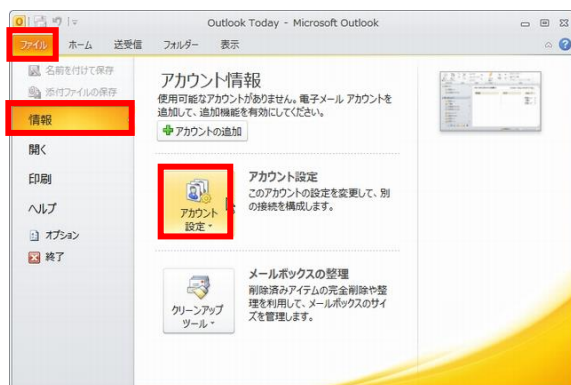 Outlook Today - Microsoft Outlook
ファイル ホーム 送受信 フォルダー 表示
名前を付けて保存
添付ファイルの保存
情報
開く
印刷
ヘルプ
オプション
終了
アカウント情報
使用可能なアカウントがありません。電子メール アカウントを
追加して、追加機能を有効にしてください。
アカウントの追加
アカウント
設定
アカウント設定
このアカウントの設定を変更して、別
の接続を構成します。
クリーンアップ
ツール
メールボックスの整理
削除済みアイテムの完全削除や整
理を利用して、メールボックスのサイ
ズを管理します。